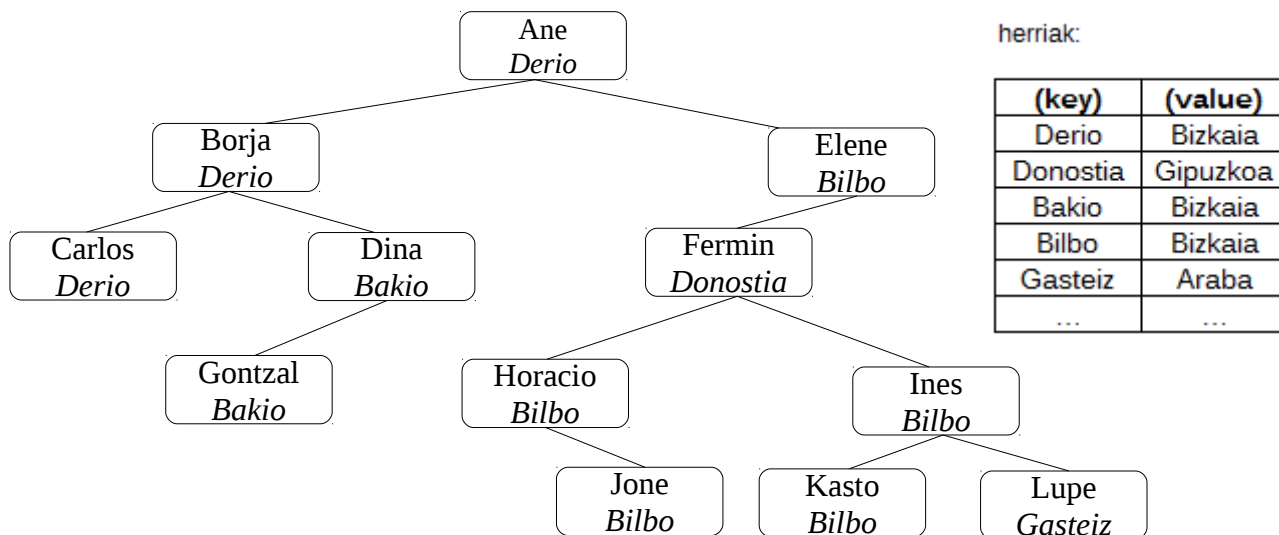 Ane
Derio
herriak:
(key) (value)
Derio Bizkaia
Donostia Gipuzkoa
Bakio Bizkaia
Bilbo Bizkaia
Gasteiz Araba
... ...
Borja
Derio
Elene
Bilbo
Carlos
Derio
Dina
Bakio
Fermin
Donostia
Gontzal
Bakio
Horacio
Bilbo
Ines
Bilbo
Jone
Bilbo
Kasto
Bilbo
Lupe
Gasteiz